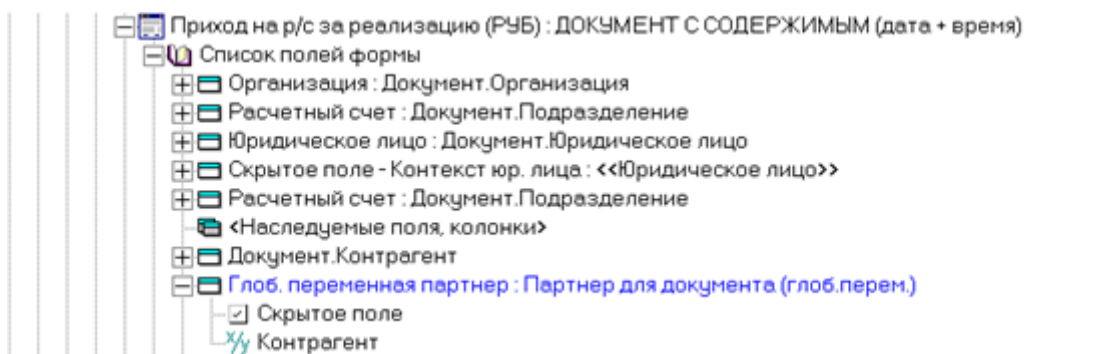 Приход на р/с за реализацию (РУБ) : ДОКУМЕНТ С СОДЕРЖИМЫМ (дата + время)
Список полей формы
Организация : Документ.Организация
Расчетный счет : Документ.Подразделение
Юридическое лицо : Документ.Юридическое лицо
Скрытое поле - Контекст юр. лица : <<Юридическое лицо>>
Расчетный счет : Документ.Подразделение
<Наследуемые поля, колонки>
Документ.Контрагент
Глоб. переменная партнер : Партнер для документа (глоб.перем.)
Скрытое поле
x/y Контрагент